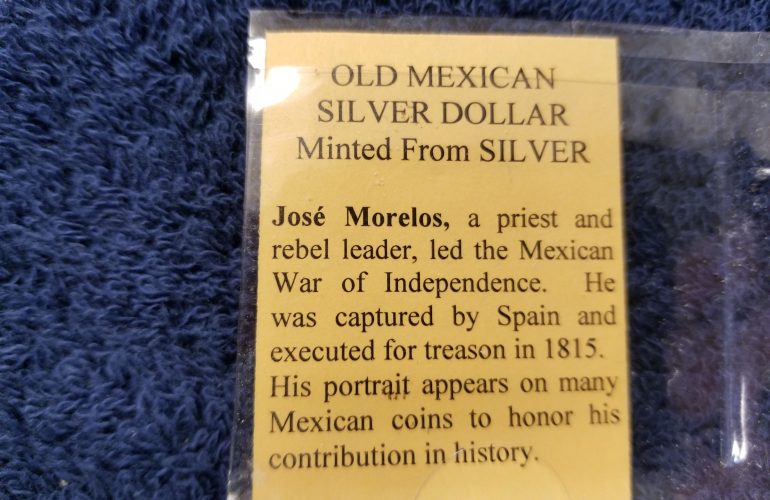 OLD MEXICAN
SILVER DOLLAR
Minted From SILVER
José Morelos, a priest and
rebel leader, led the Mexican
War of Independence. He
was captured by Spain and
executed for treason in 1815.
His portrait appears on many
Mexican coins to honor his
contribution in history.